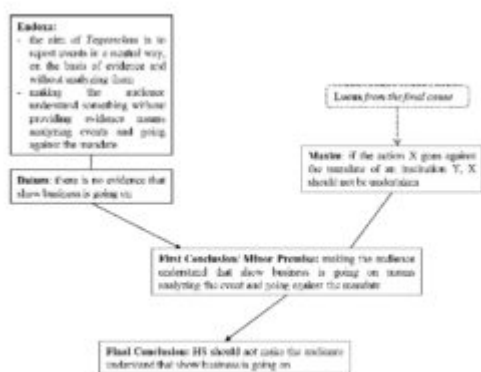 Endoxa:
- the aim of Tagesschau is to
report events in a neutral way,
on the basis of evidence and
without analyzing them
- making the audience
understand something without
providing evidence means
analyzing events and going
against the mandate
Datum: there is no evidence that
show business is going on
Locus from the final cause
Maxim: if the action X goes against
the mandate of an institution Y, X
should not be undertaken
First Conclusion/ Minor Premise: making the audience
understand that show business is going on means
analyzing the event and going against the mandate
Final Conclusion: HS should not make the audience
understand that show business is going on